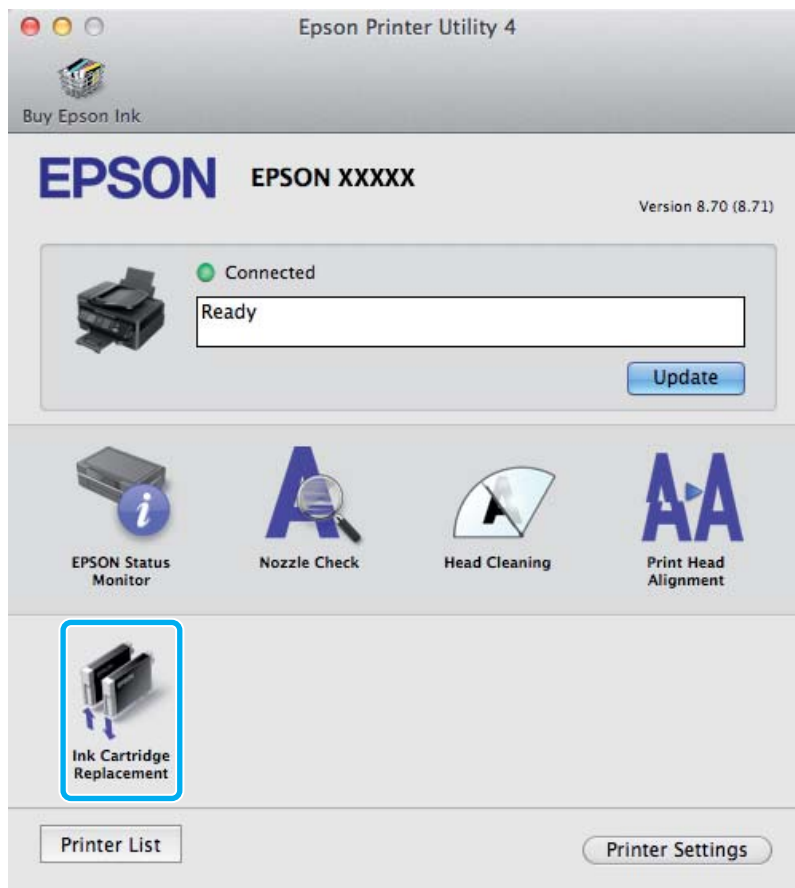 Epson Printer Utility 4
Buy Epson Ink
EPSON EPSON XXXXX
Version 8.70 (8.71)
Connected
Ready
Update
EPSON Status
Monitor
Nozzle Check
Head Cleaning
Print Head
Alignment
Ink Cartridge
Replacement
Printer List
Printer Settings